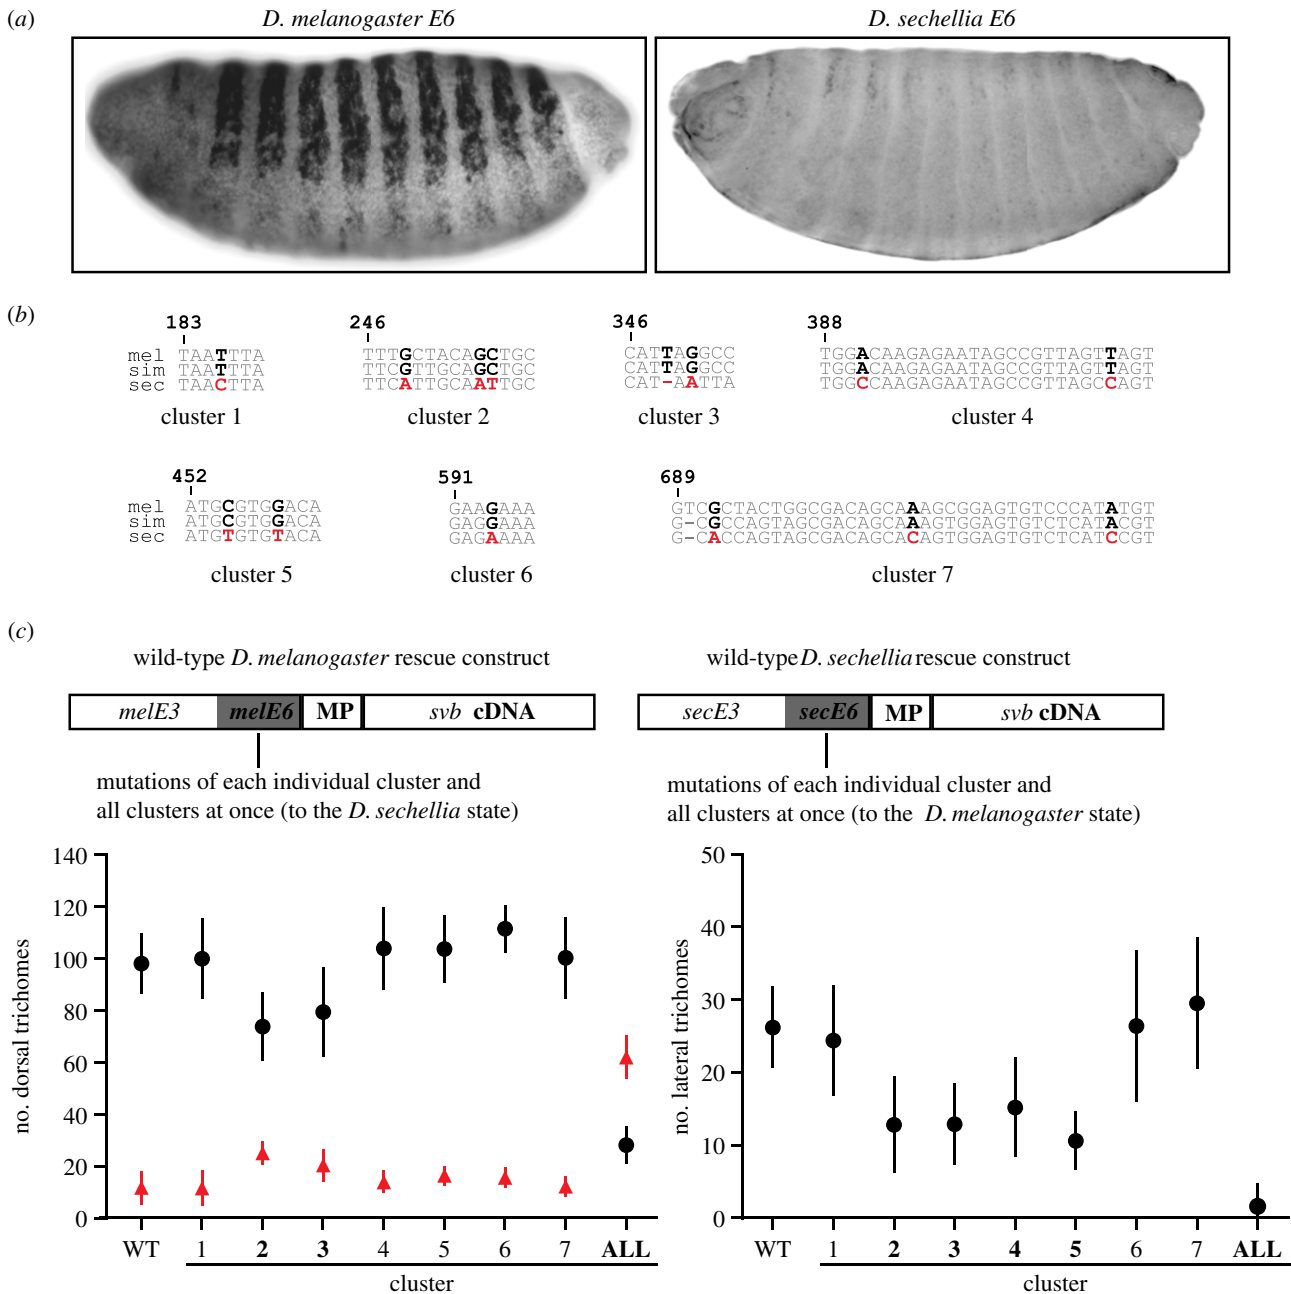 (a)
D. melanogaster E6
D. sechellia E6
(b)
183
mel TAATTTA
sim TAATTTA
sec TAACTTA
cluster 1
246
TTTGCTACAGCTGC
TTCGTTGCAGCTGC
TTCATTGCAATTGC
cluster 2
346
CATTAGGCC
CATTAGGCC
CAT-AATTA
cluster 3
388
TGGACAAGAGAATAGCCGTTAGTTAGT
TGGACAAGAGAATAGCCGTTAGTTAGT
TGGCCAAGAGAATAGCCGTTAGCCAGT
cluster 4
452
mel ATGCGTGGACA
sim ATGCGTGGACA
sec ATGTGTGTACA
cluster 5
591
GAAGAAA
GAGGAAA
GAGAAAA
cluster 6
689
GTCGCTACTGGCGACAGCAAAGCGGAGTGTCCCATATGT
G-CGCCAGTAGCGACAGCAAAGTGGAGTGTCTCATACGT
G-CACCAGTAGCGACAGCACAGTGGAGTGTCTCATCCGT
cluster 7
(c)
wild-type D. melanogaster rescue construct
melE3 melE6 MP svb cDNA
mutations of each individual cluster and
all clusters at once (to the D. sechellia state)
140
120
100
80
60
40
20
0
no. dorsal trichomes
WT 1 2 3 4 5 6 7 ALL
cluster
wild-type D. sechellia rescue construct
secE3 secE6 MP svb cDNA
mutations of each individual cluster and
all clusters at once (to the D. melanogaster state)
50
40
30
20
10
0
no. lateral trichomes
WT 1 2 3 4 5 6 7 ALL
cluster